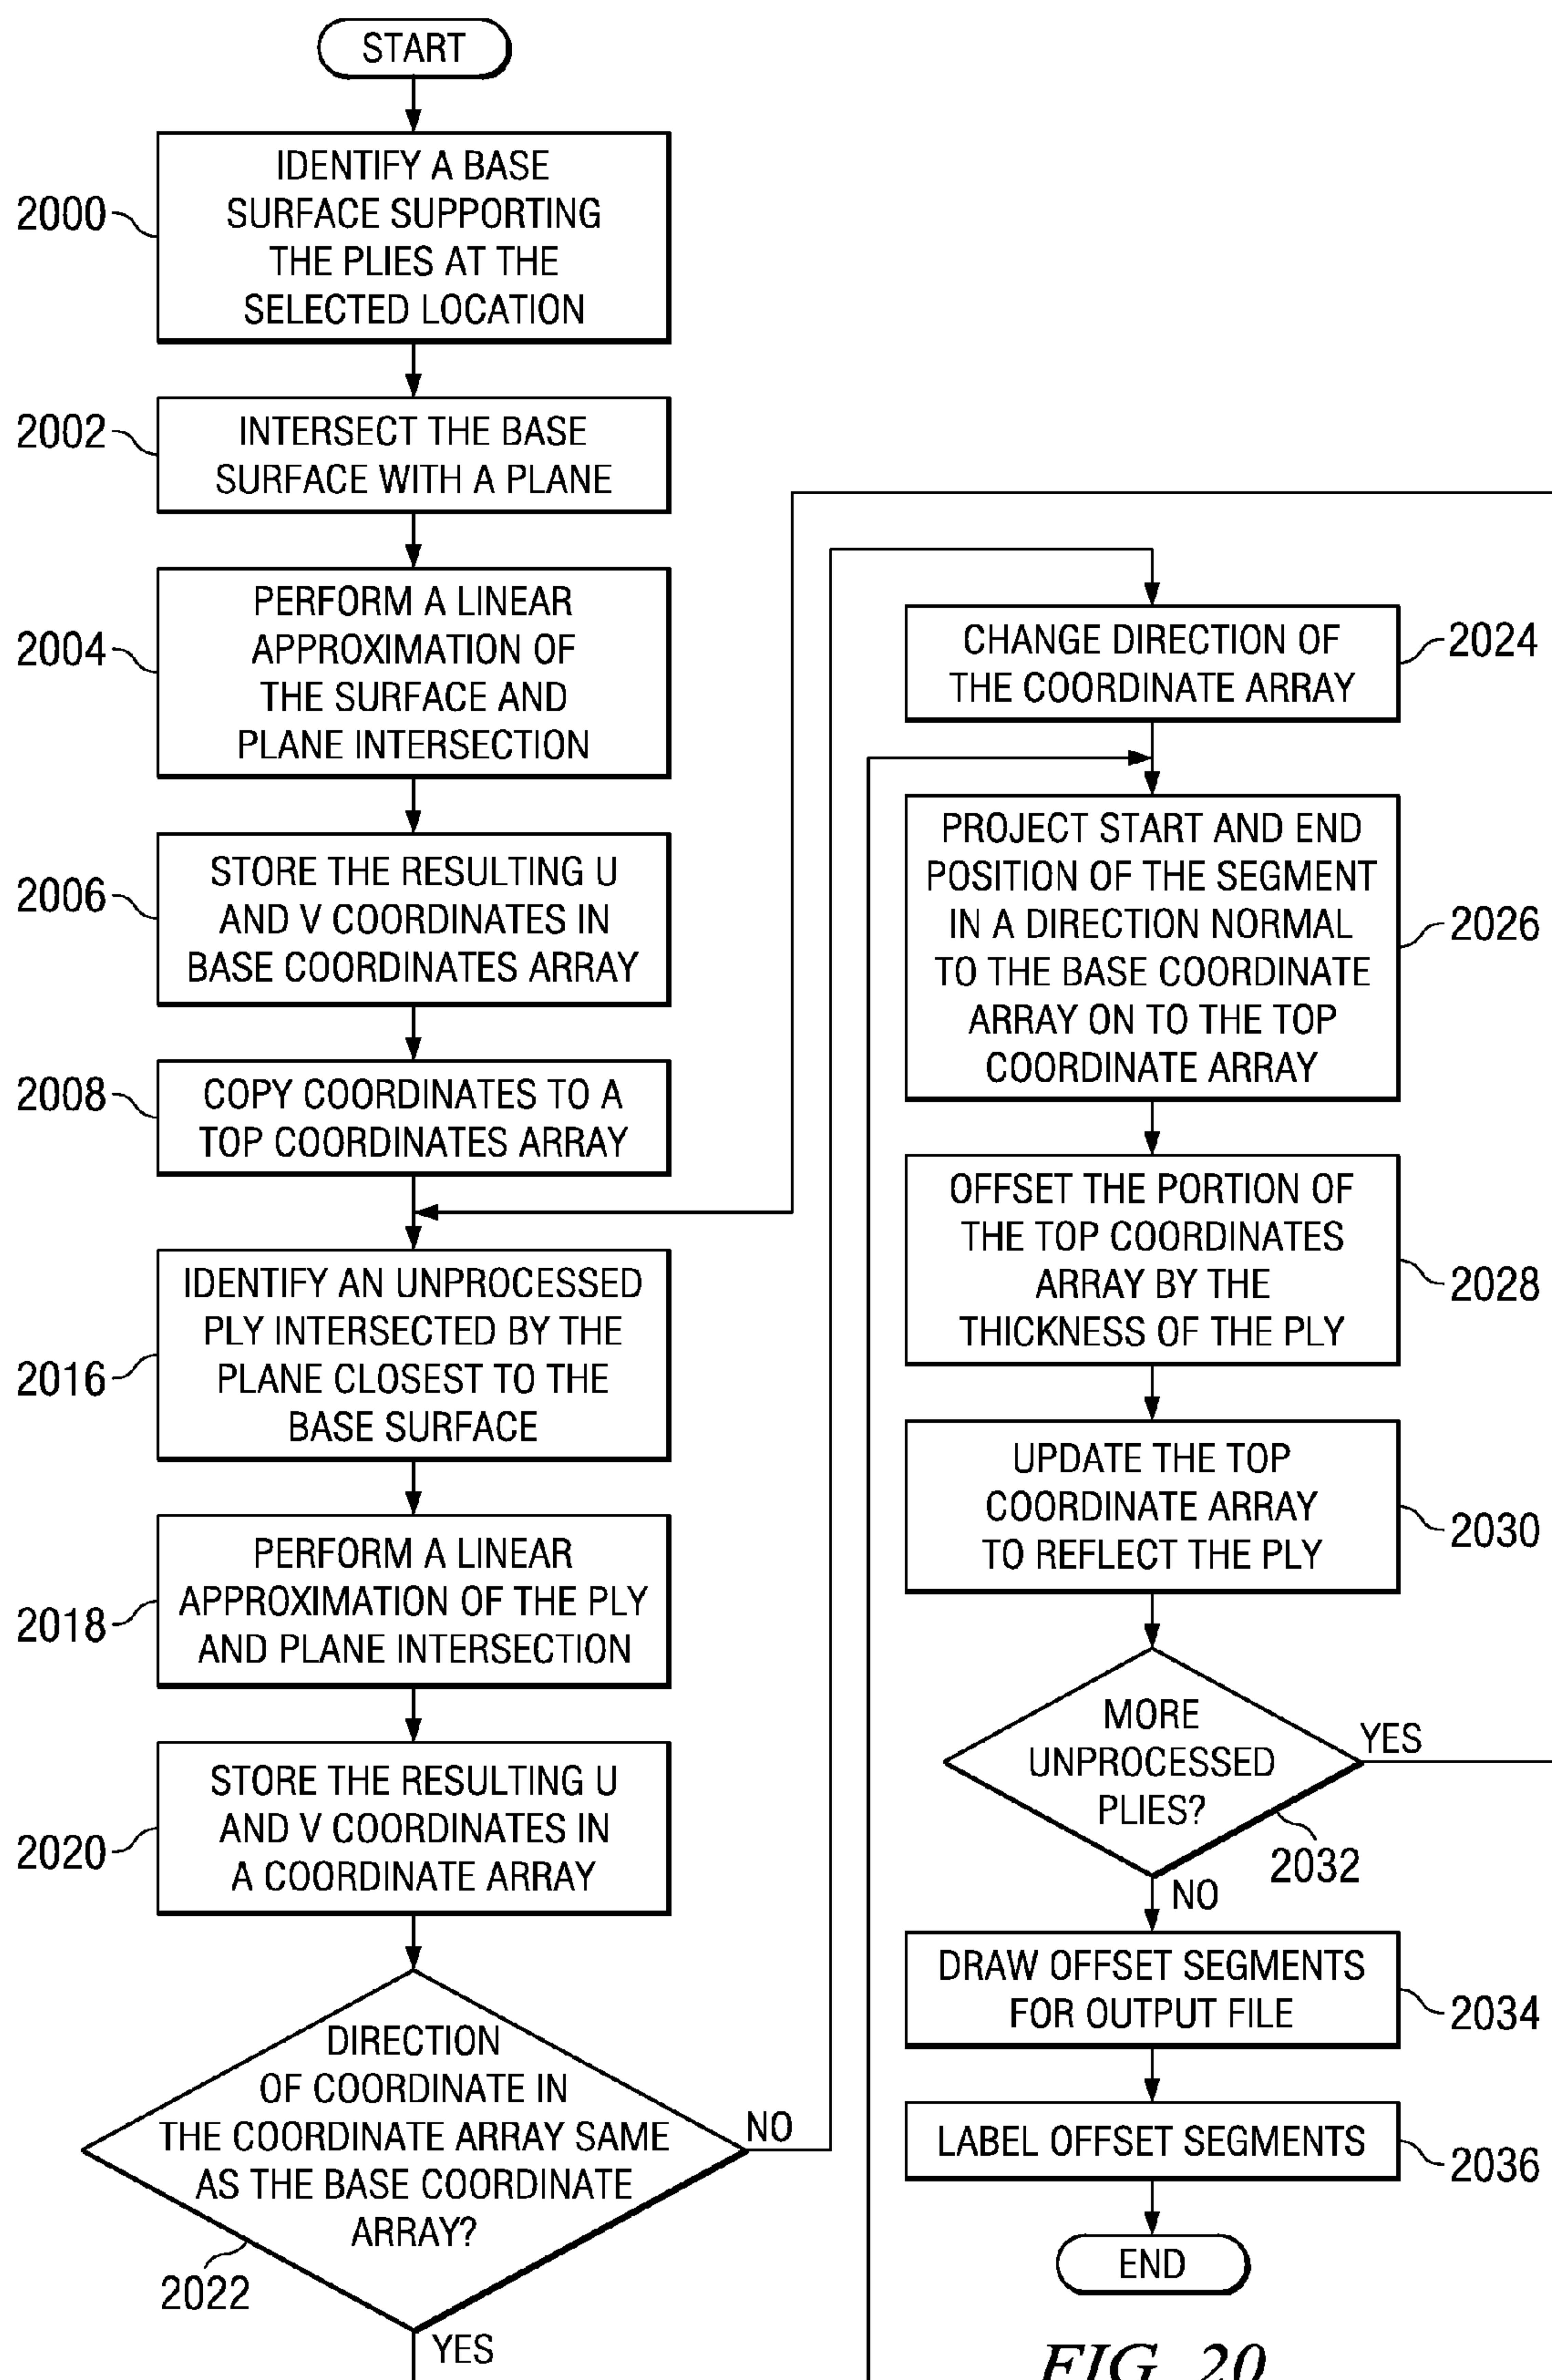 START
2000
IDENTIFY A BASE
SURFACE SUPPORTING
THE PLIES AT THE
SELECTED LOCATION
2002
INTERSECT THE BASE
SURFACE WITH A PLANE
2004
PERFORM A LINEAR
APPROXIMATION OF
THE SURFACE AND
PLANE INTERSECTION
2006
STORE THE RESULTING U
AND V COORDINATES IN
BASE COORDINATES ARRAY
2008
COPY COORDINATES TO A
TOP COORDINATES ARRAY
2016
IDENTIFY AN UNPROCESSED
PLY INTERSECTED BY THE
PLANE CLOSEST TO THE
BASE SURFACE
2018
PERFORM A LINEAR
APPROXIMATION OF THE PLY
AND PLANE INTERSECTION
2020
STORE THE RESULTING U
AND V COORDINATES IN
A COORDINATE ARRAY
DIRECTION
OF COORDINATE IN
THE COORDINATE ARRAY SAME
AS THE BASE COORDINATE
ARRAY?
2022
NO
YES
CHANGE DIRECTION OF
THE COORDINATE ARRAY
2024
PROJECT START AND END
POSITION OF THE SEGMENT
IN A DIRECTION NORMAL
TO THE BASE COORDINATE
ARRAY ON TO THE TOP
COORDINATE ARRAY
2026
OFFSET THE PORTION OF
THE TOP COORDINATES
ARRAY BY THE
THICKNESS OF THE PLY
2028
UPDATE THE TOP
COORDINATE ARRAY
TO REFLECT THE PLY
2030
MORE
UNPROCESSED
PLIES?
YES
2032
NO
DRAW OFFSET SEGMENTS
FOR OUTPUT FILE
2034
LABEL OFFSET SEGMENTS
2036
END
FIG. 20